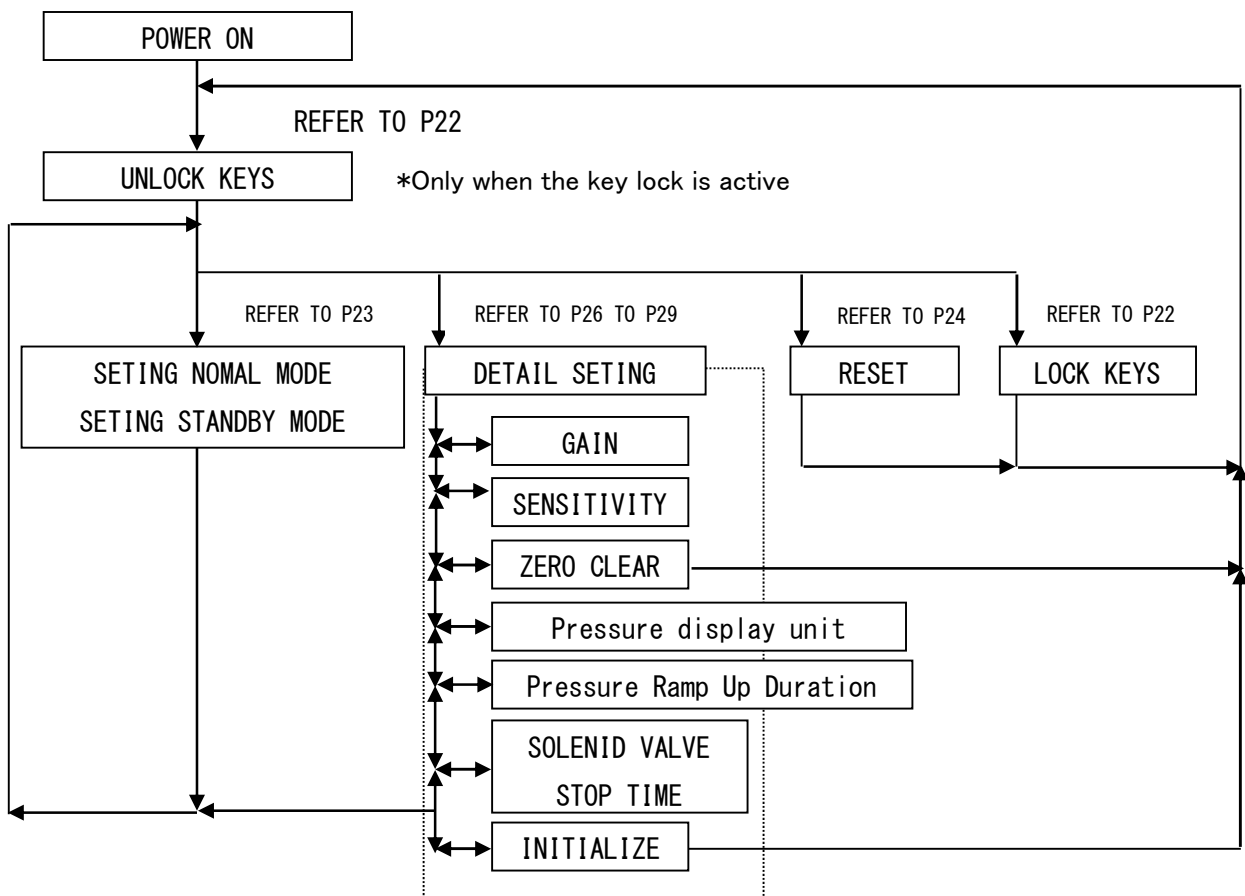 POWER ON
REFER TO P22
UNLOCK KEYS
*Only when the key lock is active
REFER TO P23
REFER TO P26 TO P29
REFER TO P24
REFER TO P22
SETING NOMAL MODE
SETING STANDBY MODE
DETAIL SETING
RESET
LOCK KEYS
GAIN
SENSITIVITY
ZERO CLEAR
Pressure display unit
Pressure Ramp Up Duration
SOLENID VALVE
STOP TIME
INITIALIZE